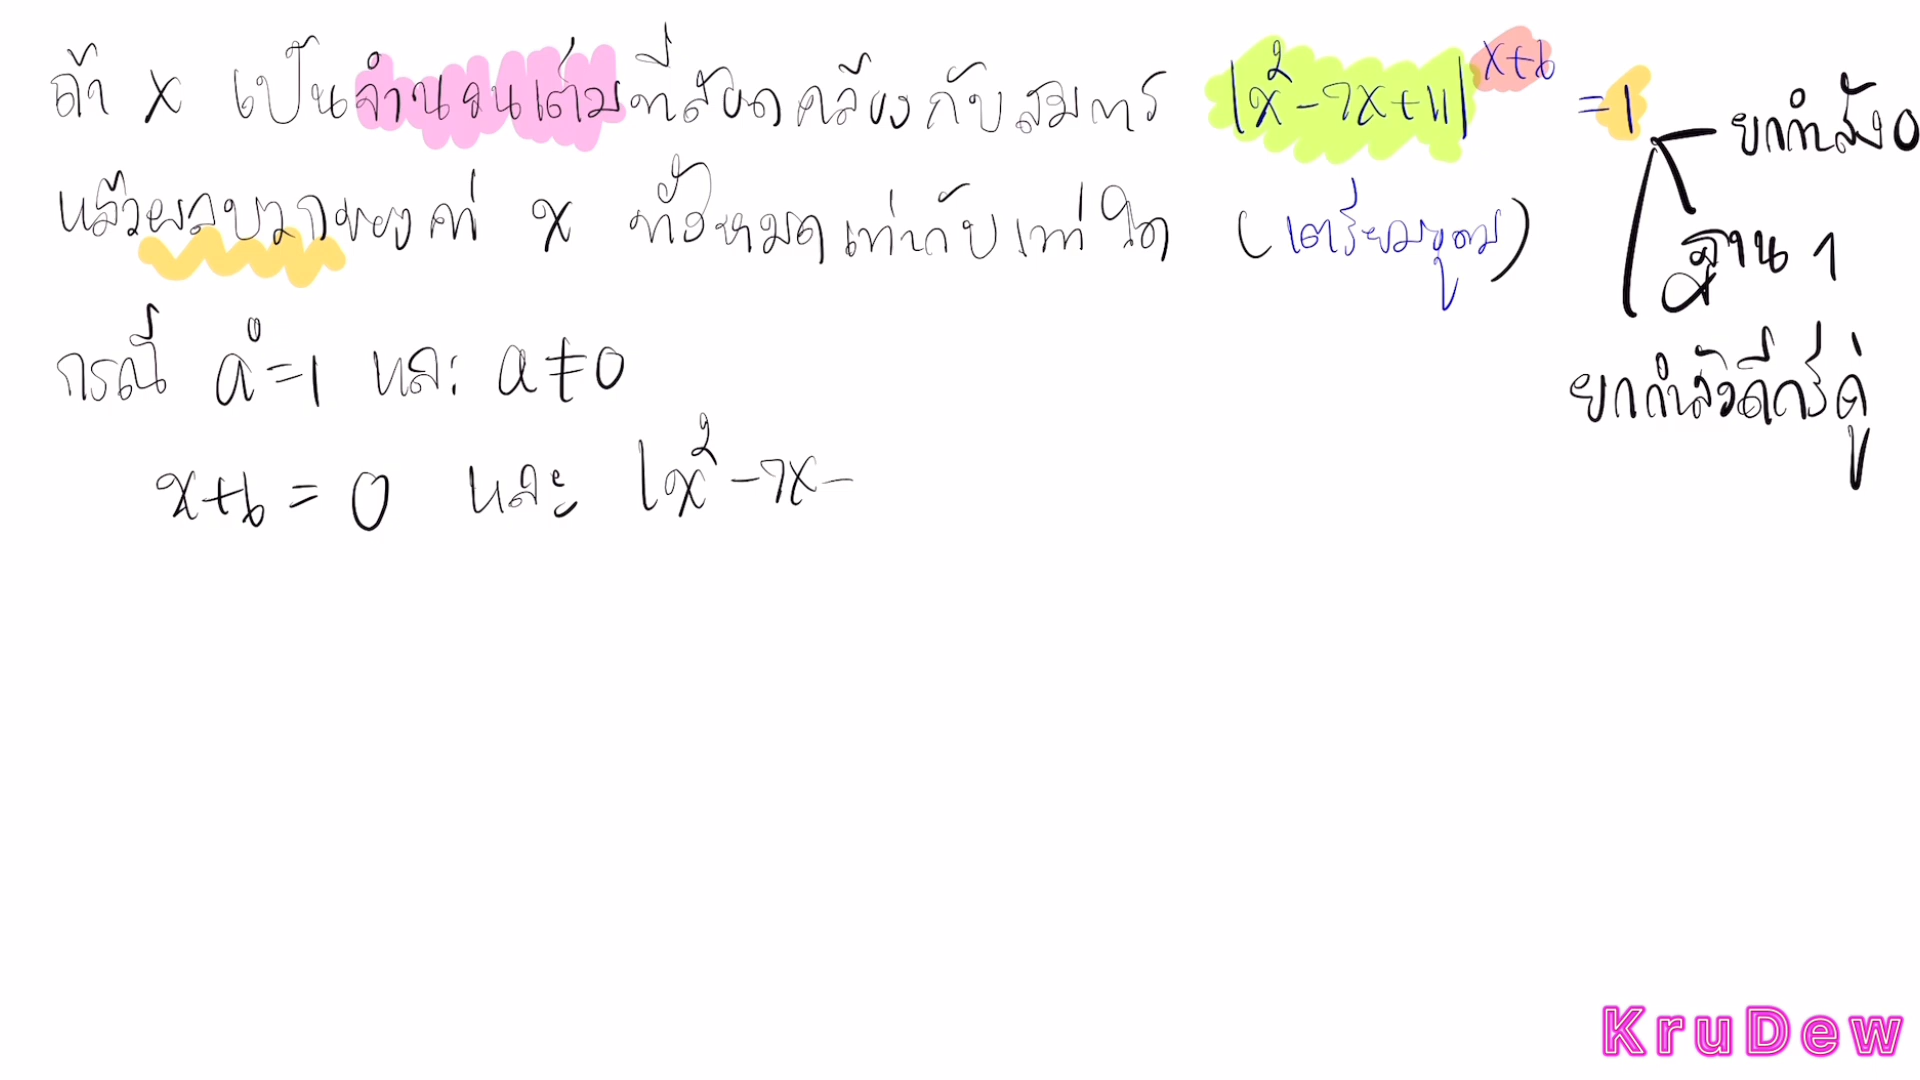 ถ้า x เป็นจำนวนเต็มที่สอดคล้องกับสมการ |x²-7x+11|ˣ⁺⁶ = 1
แล้วผลบวกของค่า x ทั้งหมดเท่ากับเท่าใด (เตรียมอุดม)
ยกกำลัง 0
ฐาน 1
ยกกำลังดีกรีคู่
กรณี a⁰=1 และ a≠0
x+6 = 0 และ |x²-7x-
KruDew